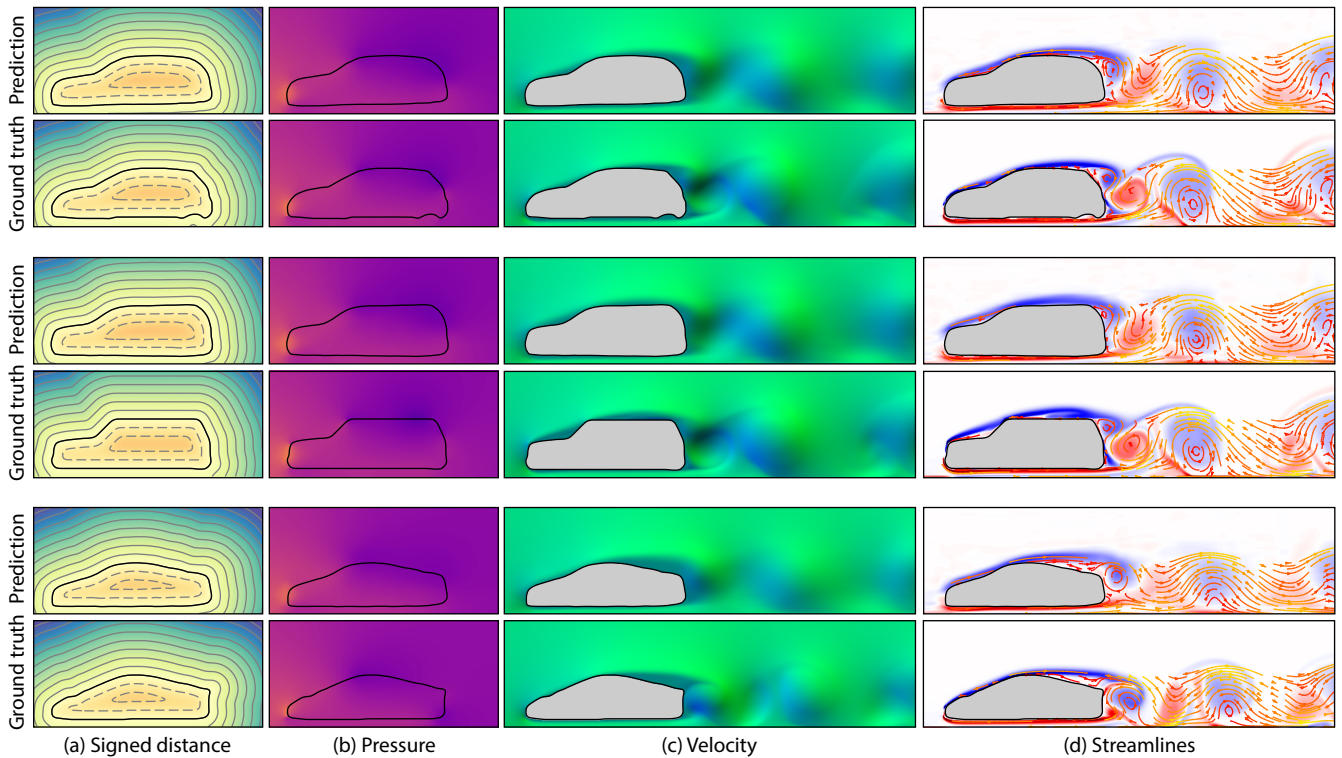 Prediction
Ground truth
Prediction
Ground truth
Prediction
Ground truth
(a) Signed distance
(b) Pressure
(c) Velocity
(d) Streamlines